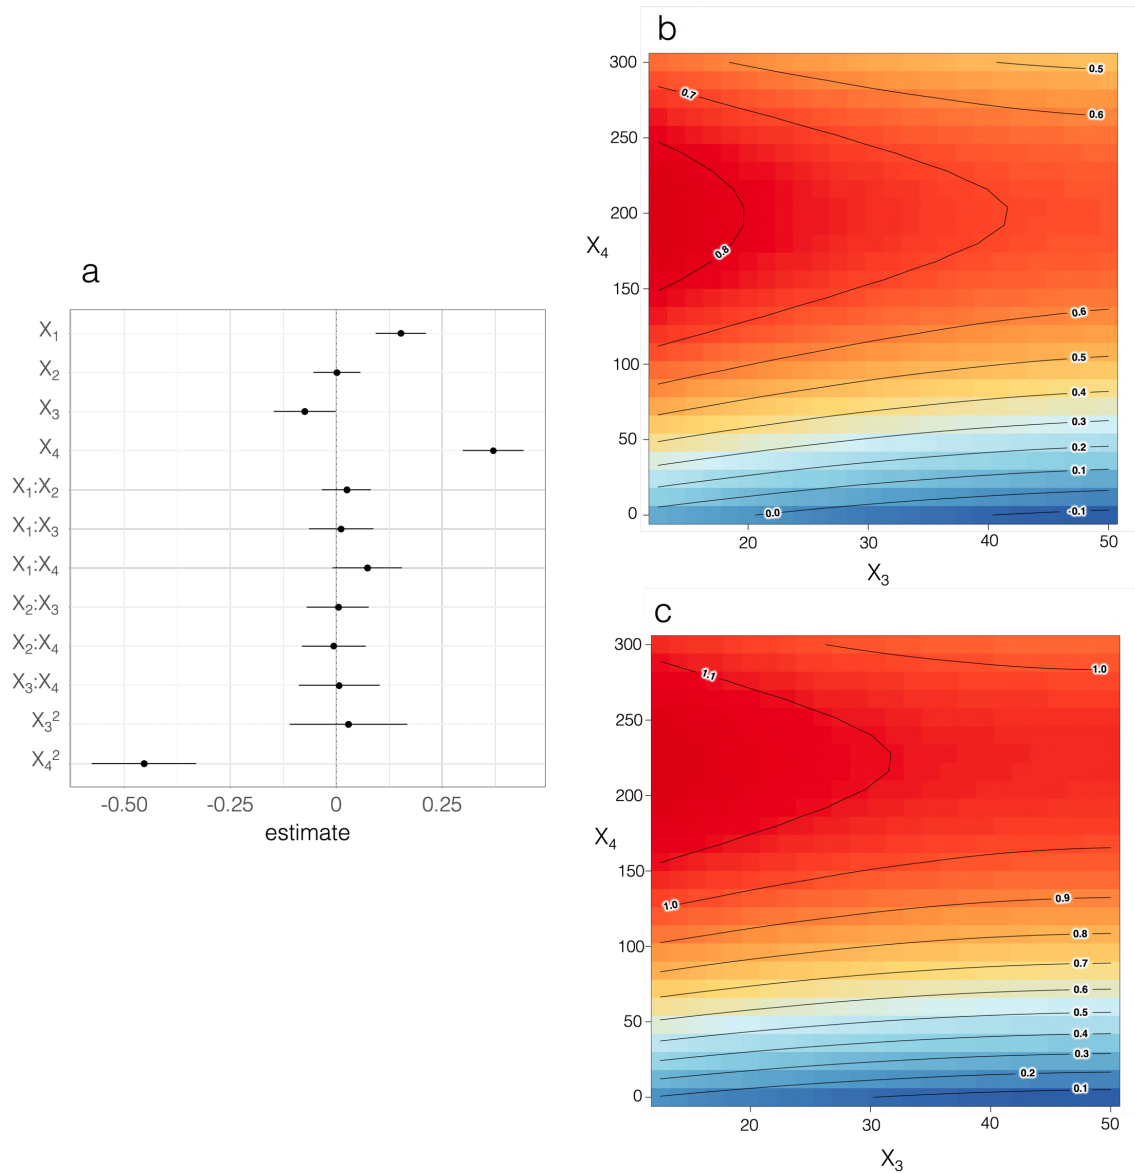 a
X₁
X₂
X₃
X₄
X₁:X₂
X₁:X₃
X₁:X₄
X₂:X₃
X₂:X₄
X₃:X₄
X₃²
X₄²
-0.50 -0.25 0 0.25
estimate
b
300
250
200
150
100
50
0
X₄
0.5
0.7
0.6
0.8
0.6
0.5
0.4
0.3
0.2
0.1
0.0
-0.1
20 30 40 50
X₃
c
300
250
200
150
100
50
0
X₄
1.0
1.1
1.0
0.9
0.8
0.7
0.6
0.5
0.4
0.3
0.2
0.1
20 30 40 50
X₃